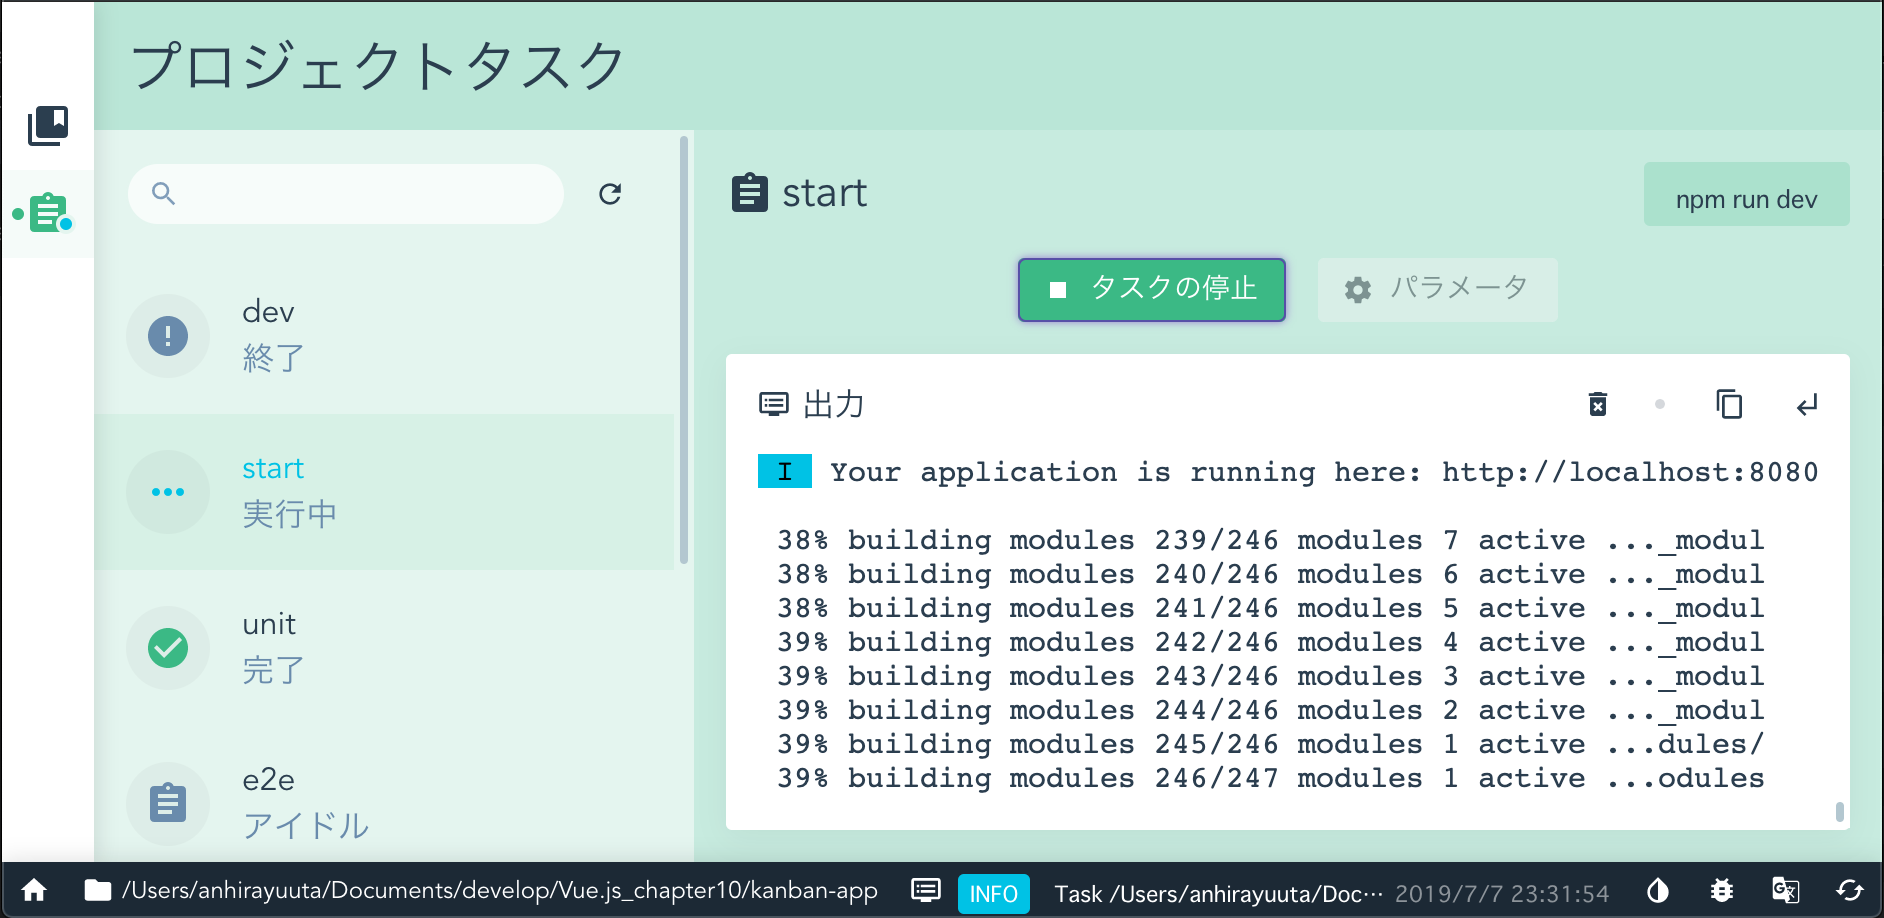 プロジェクトタスク
dev
終了
start
実行中
unit
完了
e2e
アイドル
start
npm run dev
タスクの停止
パラメータ
出力
I Your application is running here: http://localhost:8080
38% building modules 239/246 modules 7 active ..._modul
38% building modules 240/246 modules 6 active ..._modul
38% building modules 241/246 modules 5 active ..._modul
39% building modules 242/246 modules 4 active ..._modul
39% building modules 243/246 modules 3 active ..._modul
39% building modules 244/246 modules 2 active ..._modul
39% building modules 245/246 modules 1 active ...dules/
39% building modules 246/247 modules 1 active ...odules
/Users/anhirayuuta/Documents/develop/Vue.js_chapter10/kanban-app
INFO
Task /Users/anhirayuuta/Doc… 2019/7/7 23:31:54